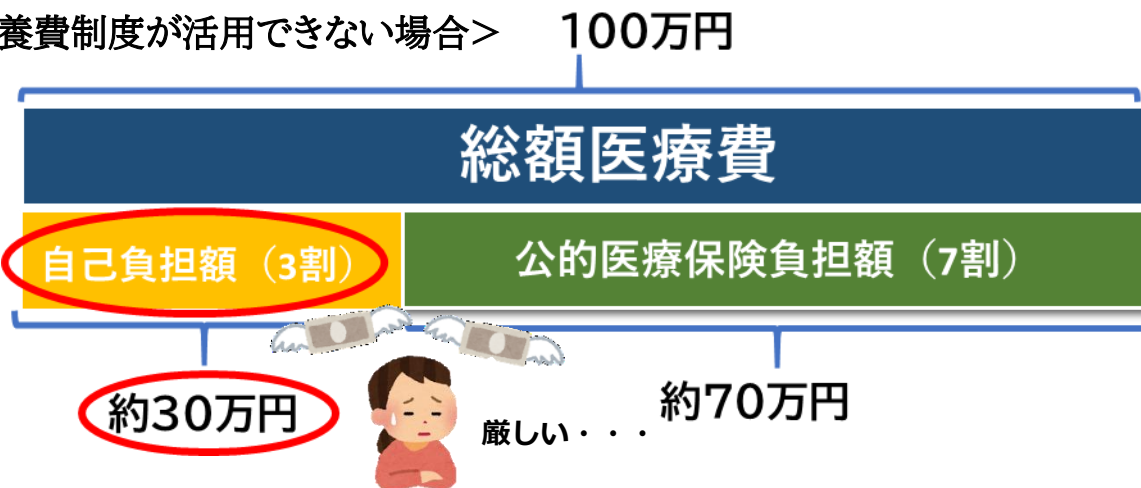 養費制度が活用できない場合＞
100万円
総額医療費
自己負担額（3割）
公的医療保険負担額（7割）
約30万円
約70万円
厳しい・・・